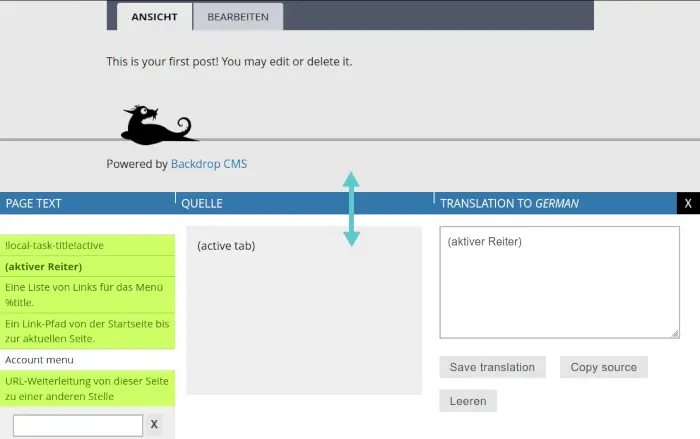 ANSICHT BEARBEITEN
This is your first post! You may edit or delete it.
Powered by Backdrop CMS
PAGE TEXT QUELLE TRANSLATION TO GERMAN X
!local-task-title!active
(aktiver Reiter)
Eine Liste von Links für das Menü
%title.
Ein Link-Pfad von der Startseite bis
zur aktuellen Seite.
Account menu
URL-Weiterleitung von dieser Seite
zu einer anderen Stelle
X
(active tab)
(aktiver Reiter)
Save translation Copy source
Leeren